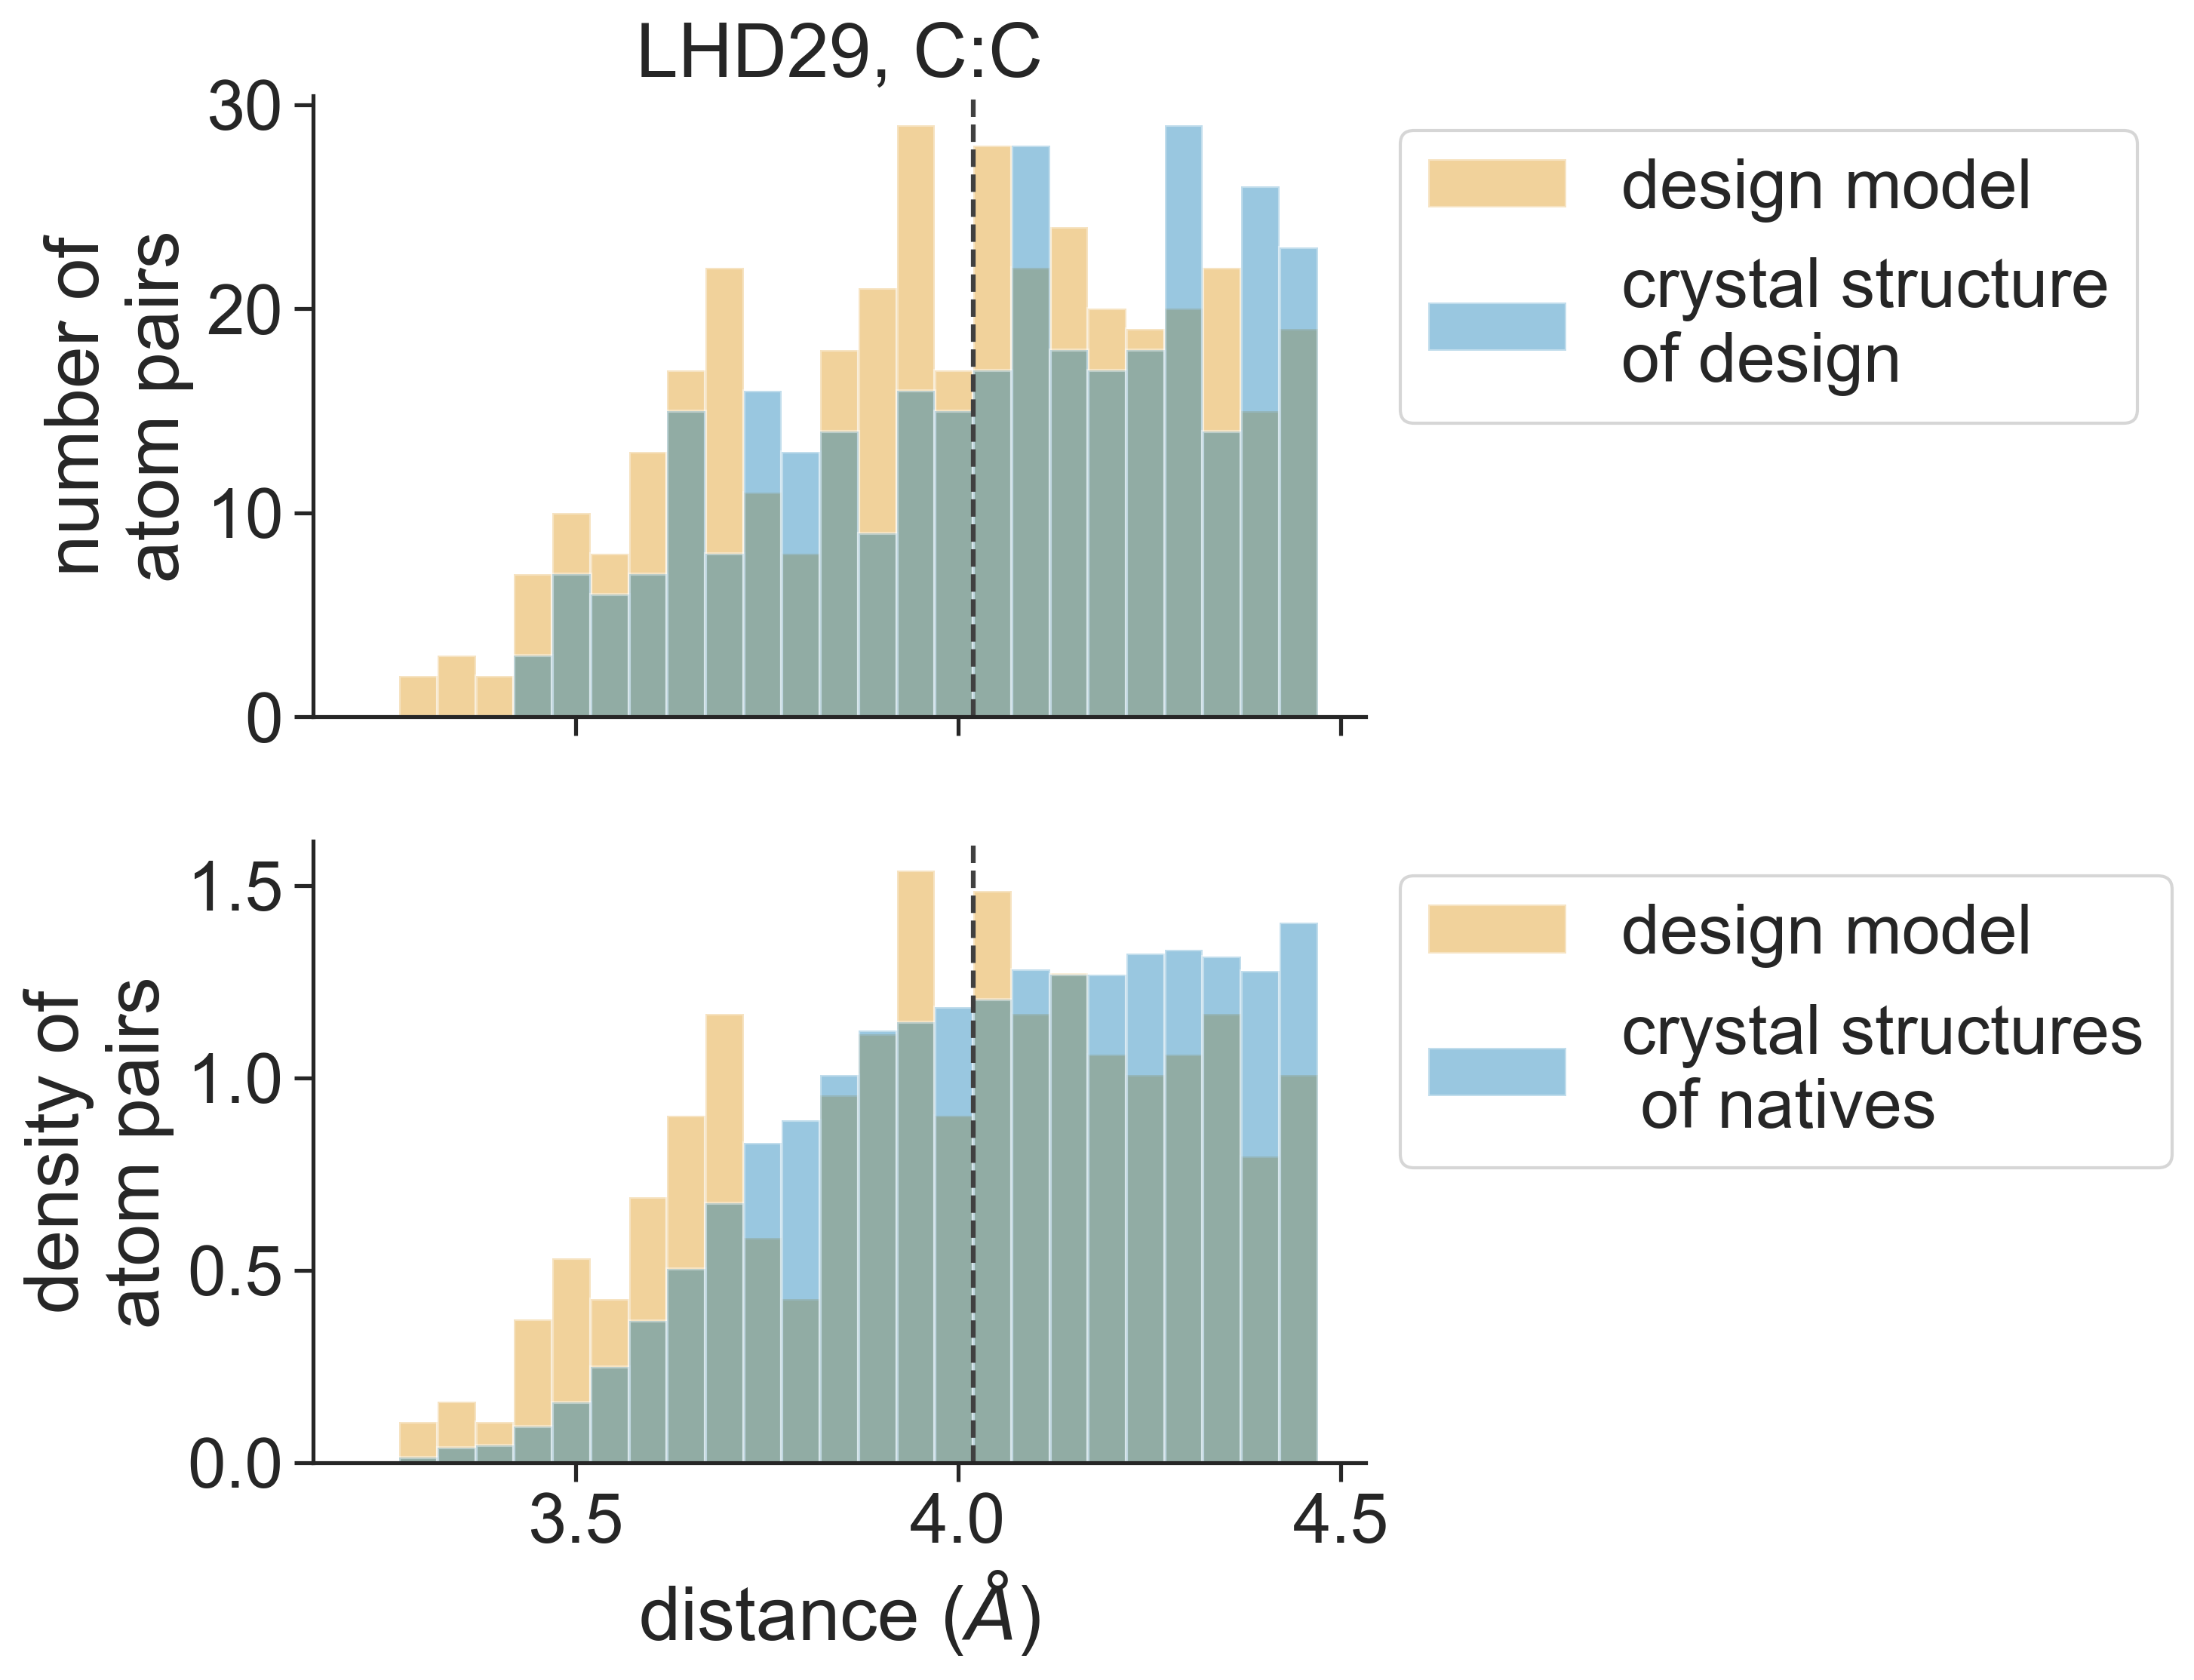 LHD29, C:C
number of
atom pairs
30
20
10
0
design model
crystal structure
of design
density of
atom pairs
1.5
1.0
0.5
0.0
design model
crystal structures
of natives
3.5 4.0 4.5
distance (Å)